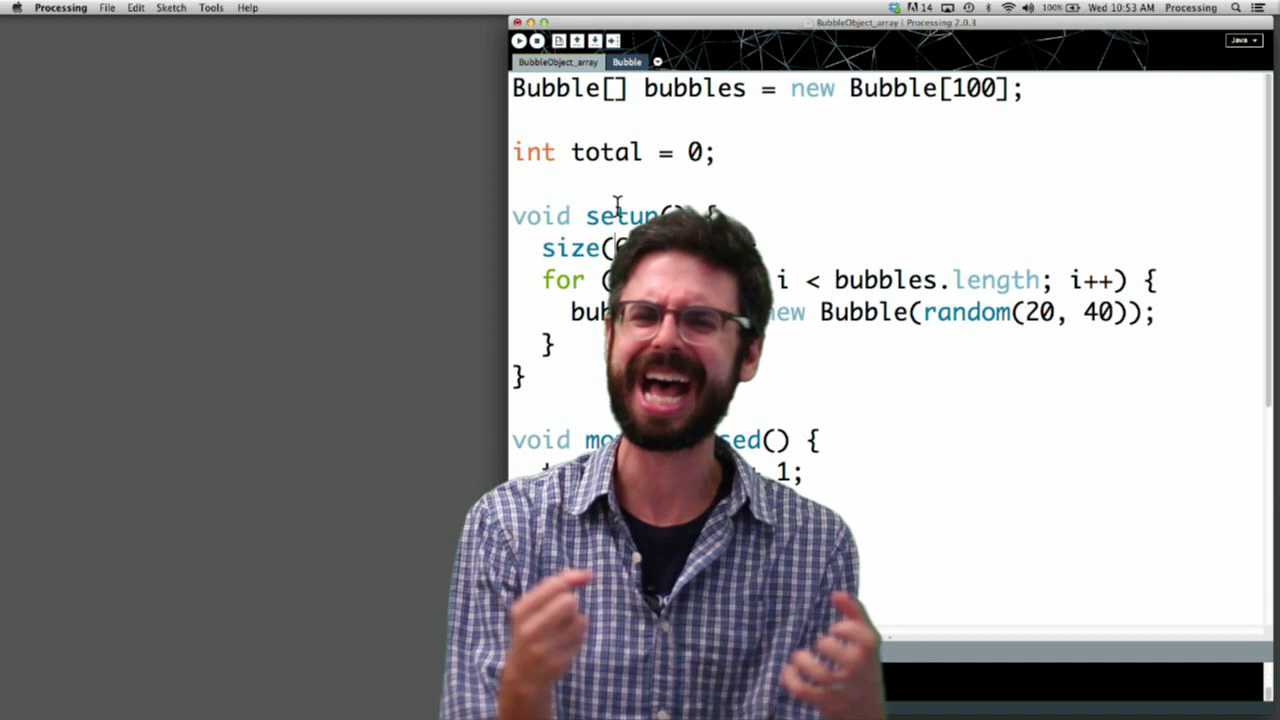 Processing File Edit Sketch Tools Help 14 100% Wed 10:53 AM Processing
BubbleObject_array | Processing 2.0.3
Java
BubbleObject_array Bubble
Bubble[] bubbles = new Bubble[100];
int total = 0;
void setup() {
size(
for ( i < bubbles.length; i++) {
bub new Bubble(random(20, 40));
}
}
void mo sed() {
1;